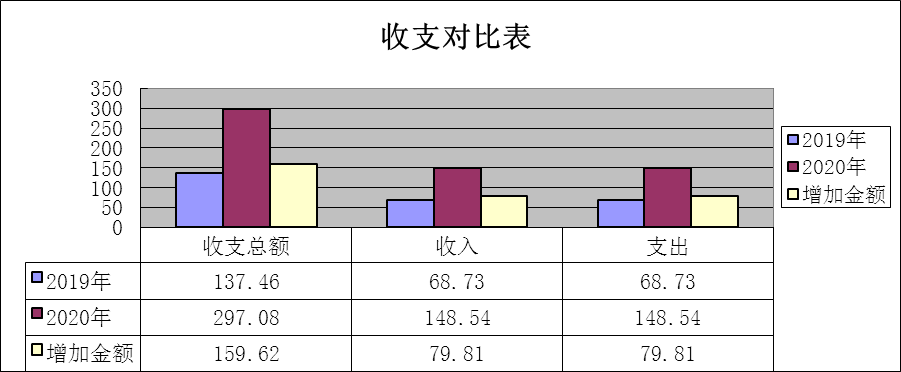 收支对比表
350
300
250
200
150
100
50
0
2019年
2020年
增加金额
收支总额 收入 支出
2019年 137.46 68.73 68.73
2020年 297.08 148.54 148.54
增加金额 159.62 79.81 79.81